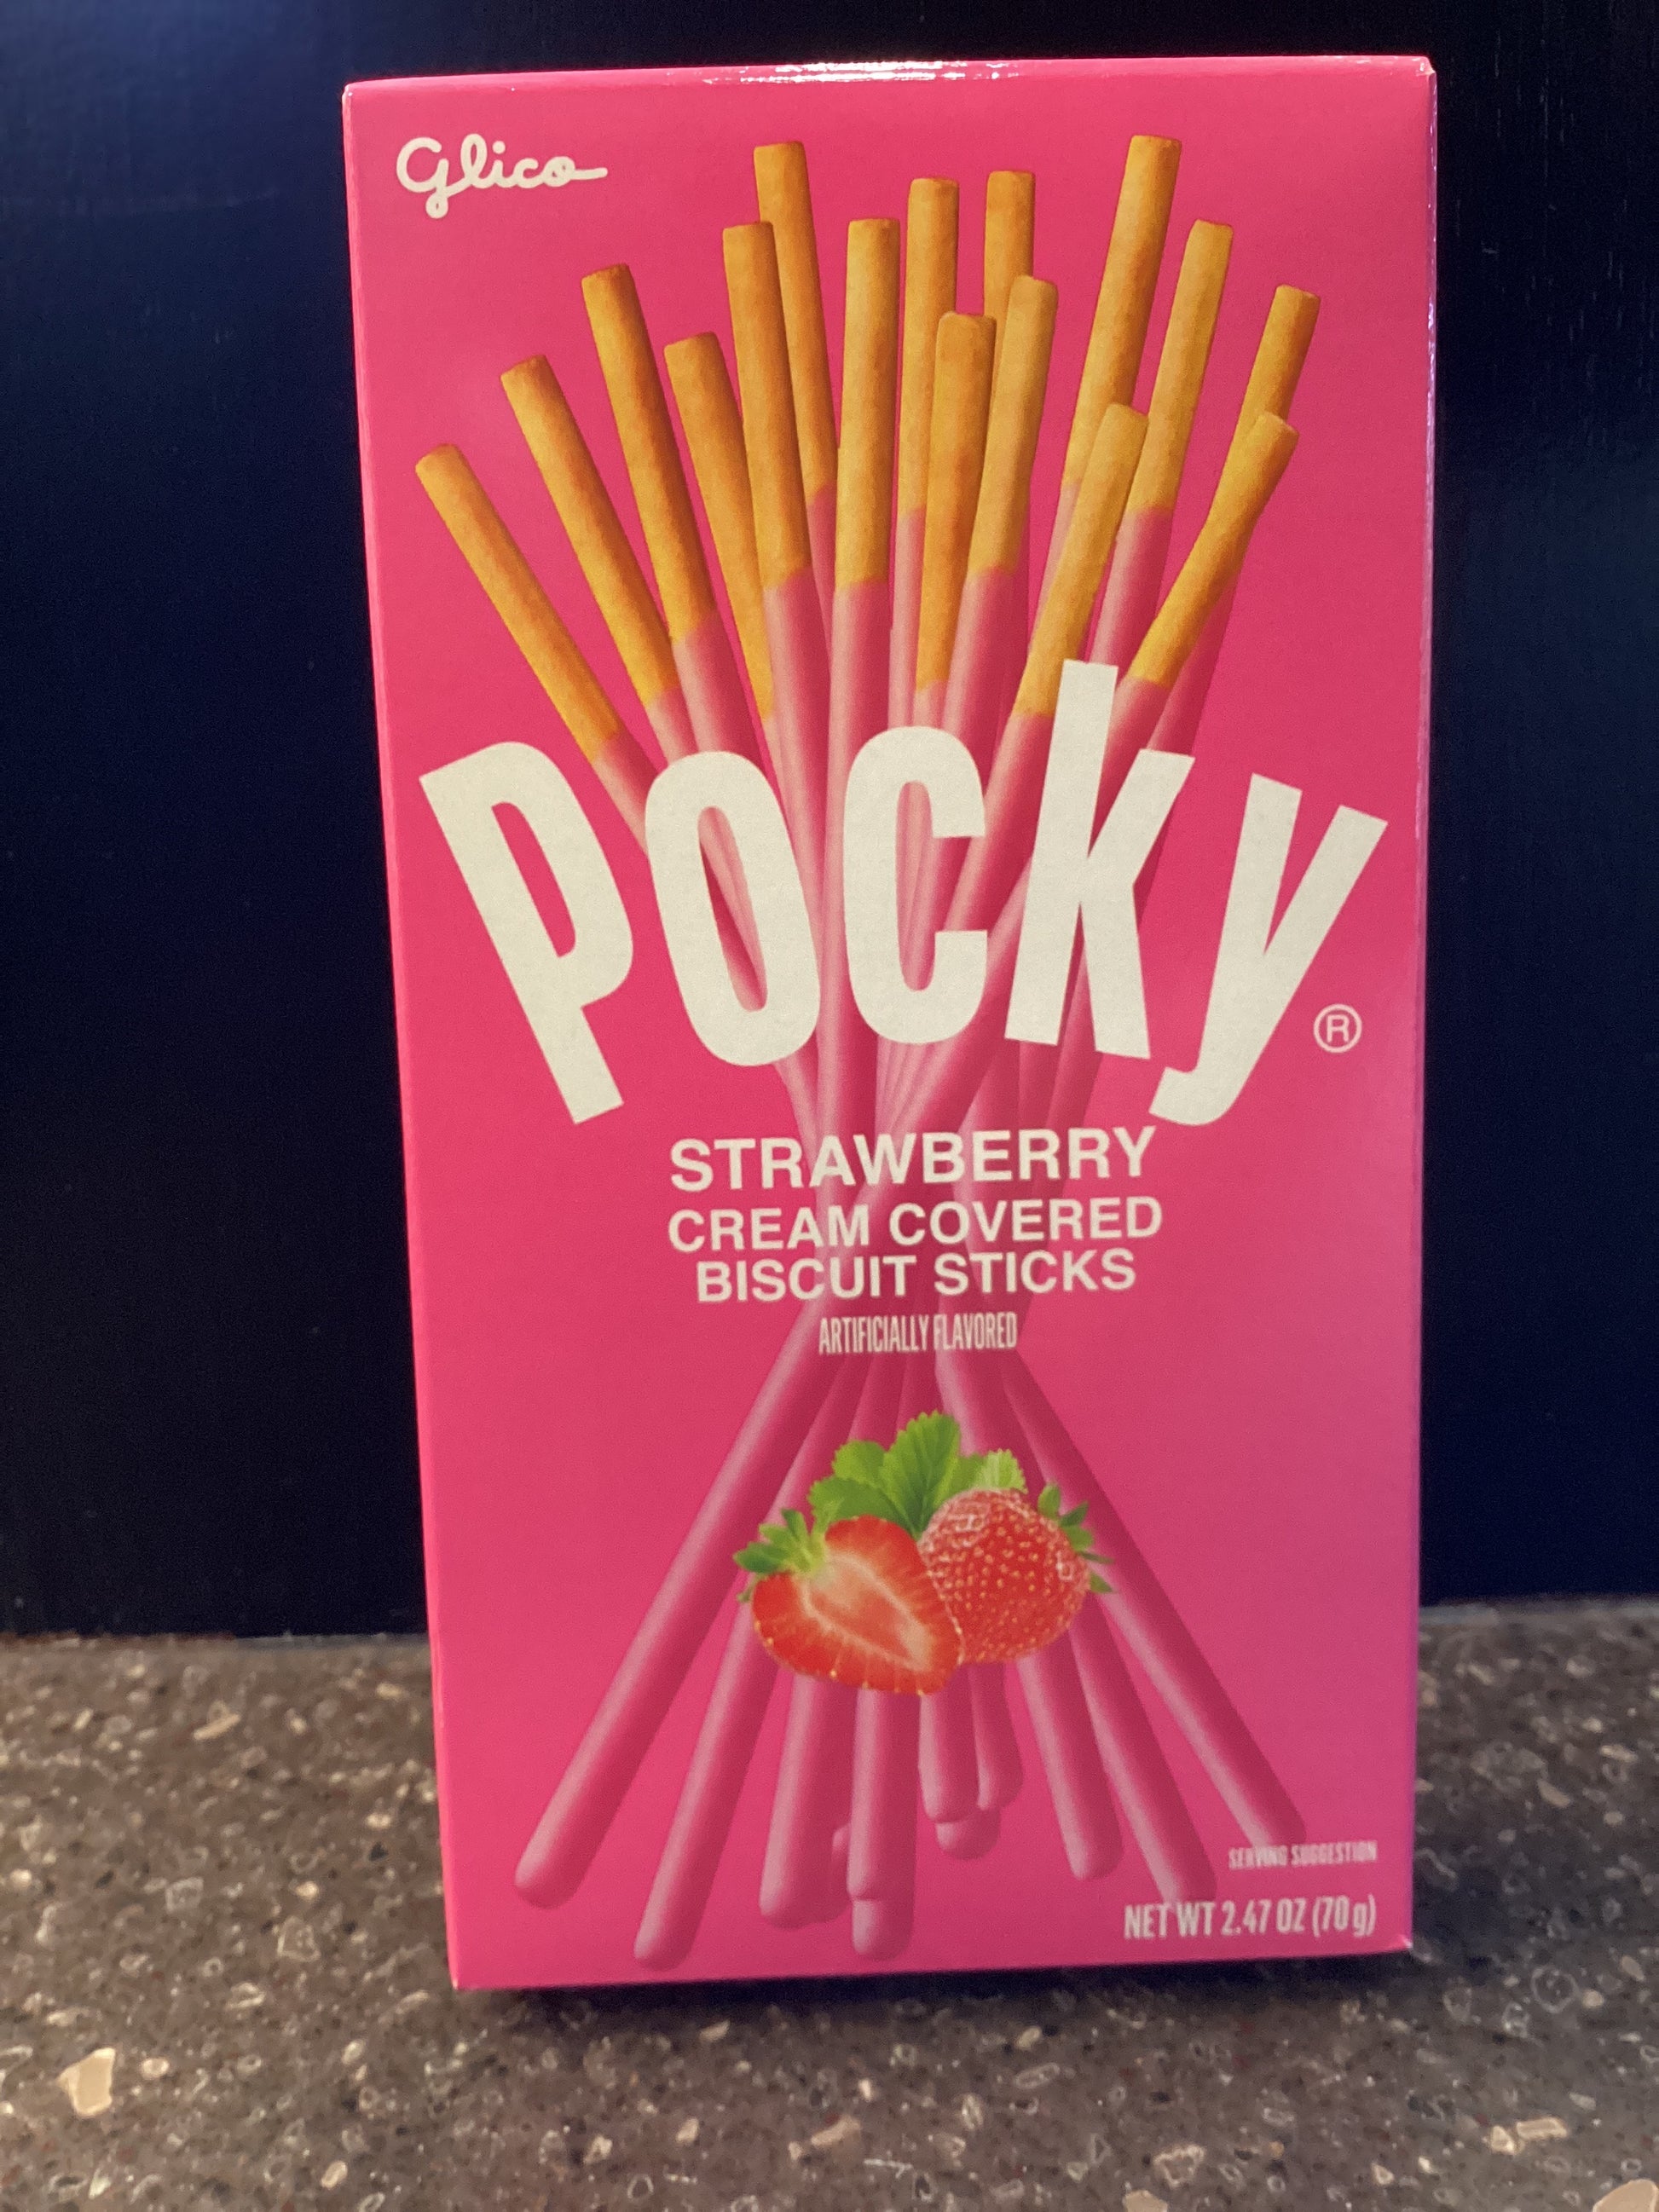 Glico
Pocky
®
STRAWBERRY
CREAM COVERED
BISCUIT STICKS
ARTIFICIALLY FLAVORED
SERVING SUGGESTION
NET WT 2.47 OZ (70g)